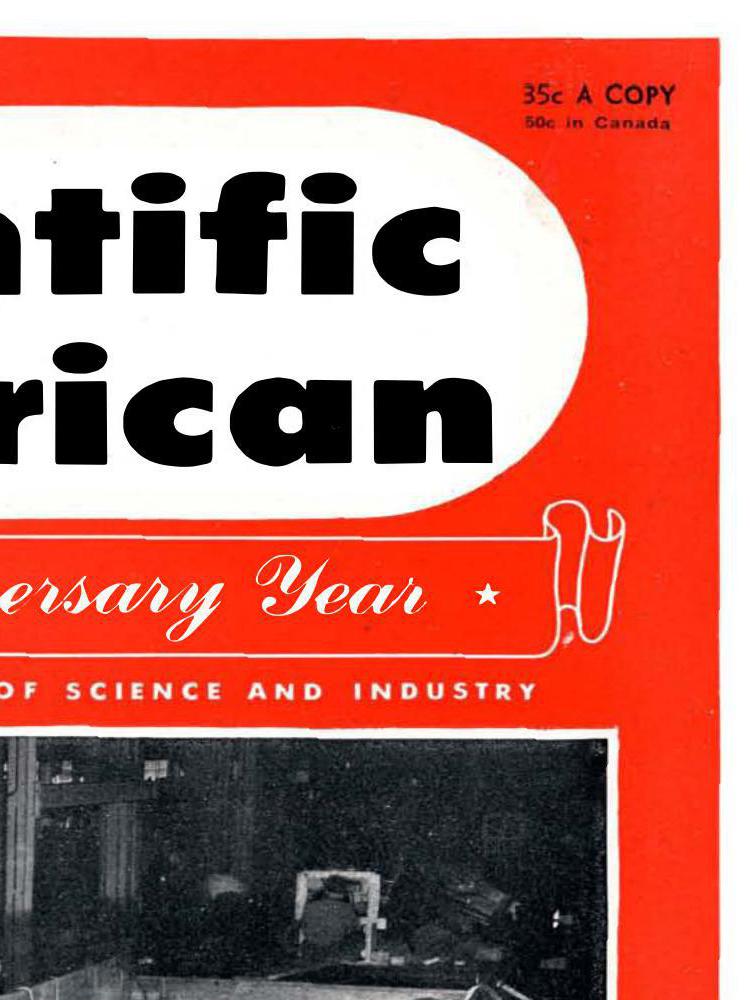 35c A COPY
50c in Canada
ntific
rican
ersary Year ★
OF SCIENCE AND INDUSTRY